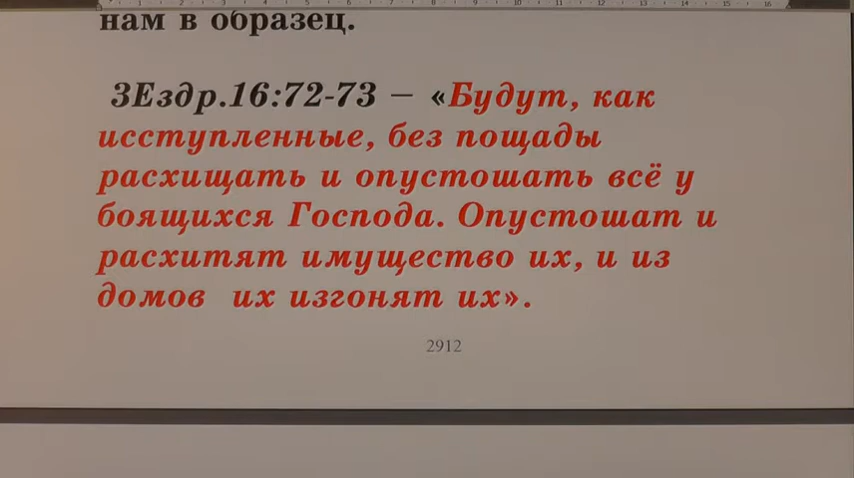 нам в образец.
3Ездр.16:72-73 – «Будут, как
исступленные, без пощады
расхищать и опустошать всё у
боящихся Господа. Опустошат и
расхитят имущество их, и из
домов их изгонят их».
2912